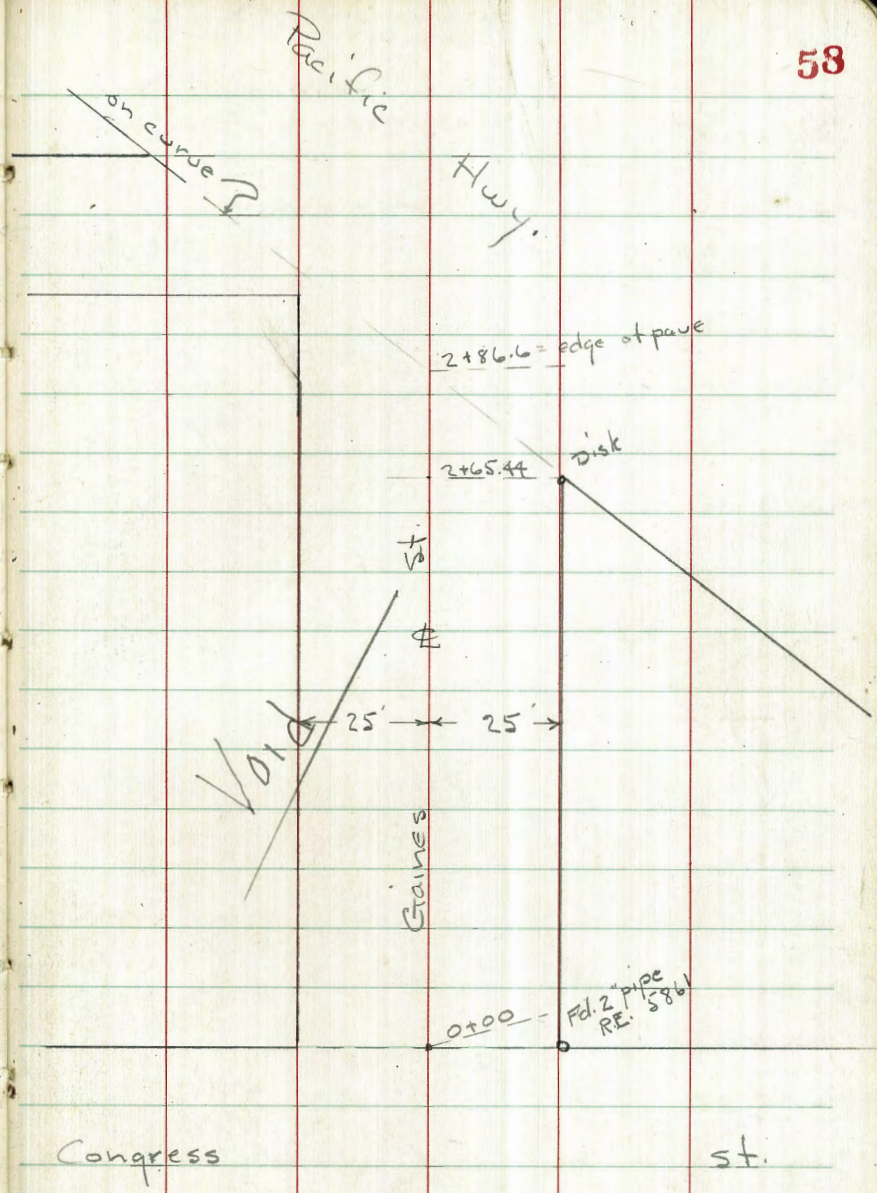 58
Pacific Hwy.
on curve ?
2+86.6 = edge of pave
Disk
2+65.44
St.
℄
25' 25'
Void
Gaines
0+00
Fd. 2" pipe
R.E. 5861
Congress st.